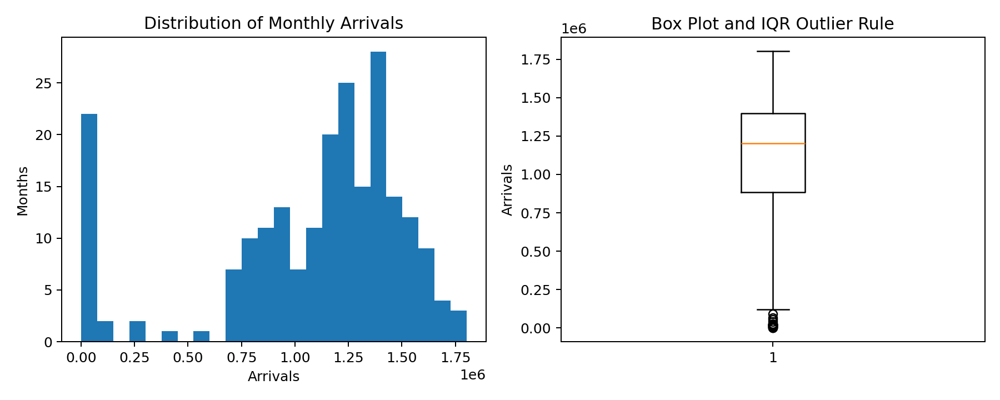 Distribution of Monthly Arrivals
Months
25
20
15
10
5
0
0.00 0.25 0.50 0.75 1.00 1.25 1.50 1.75
1e6
Arrivals
Box Plot and IQR Outlier Rule
1e6
Arrivals
1.75
1.50
1.25
1.00
0.75
0.50
0.25
0.00
1